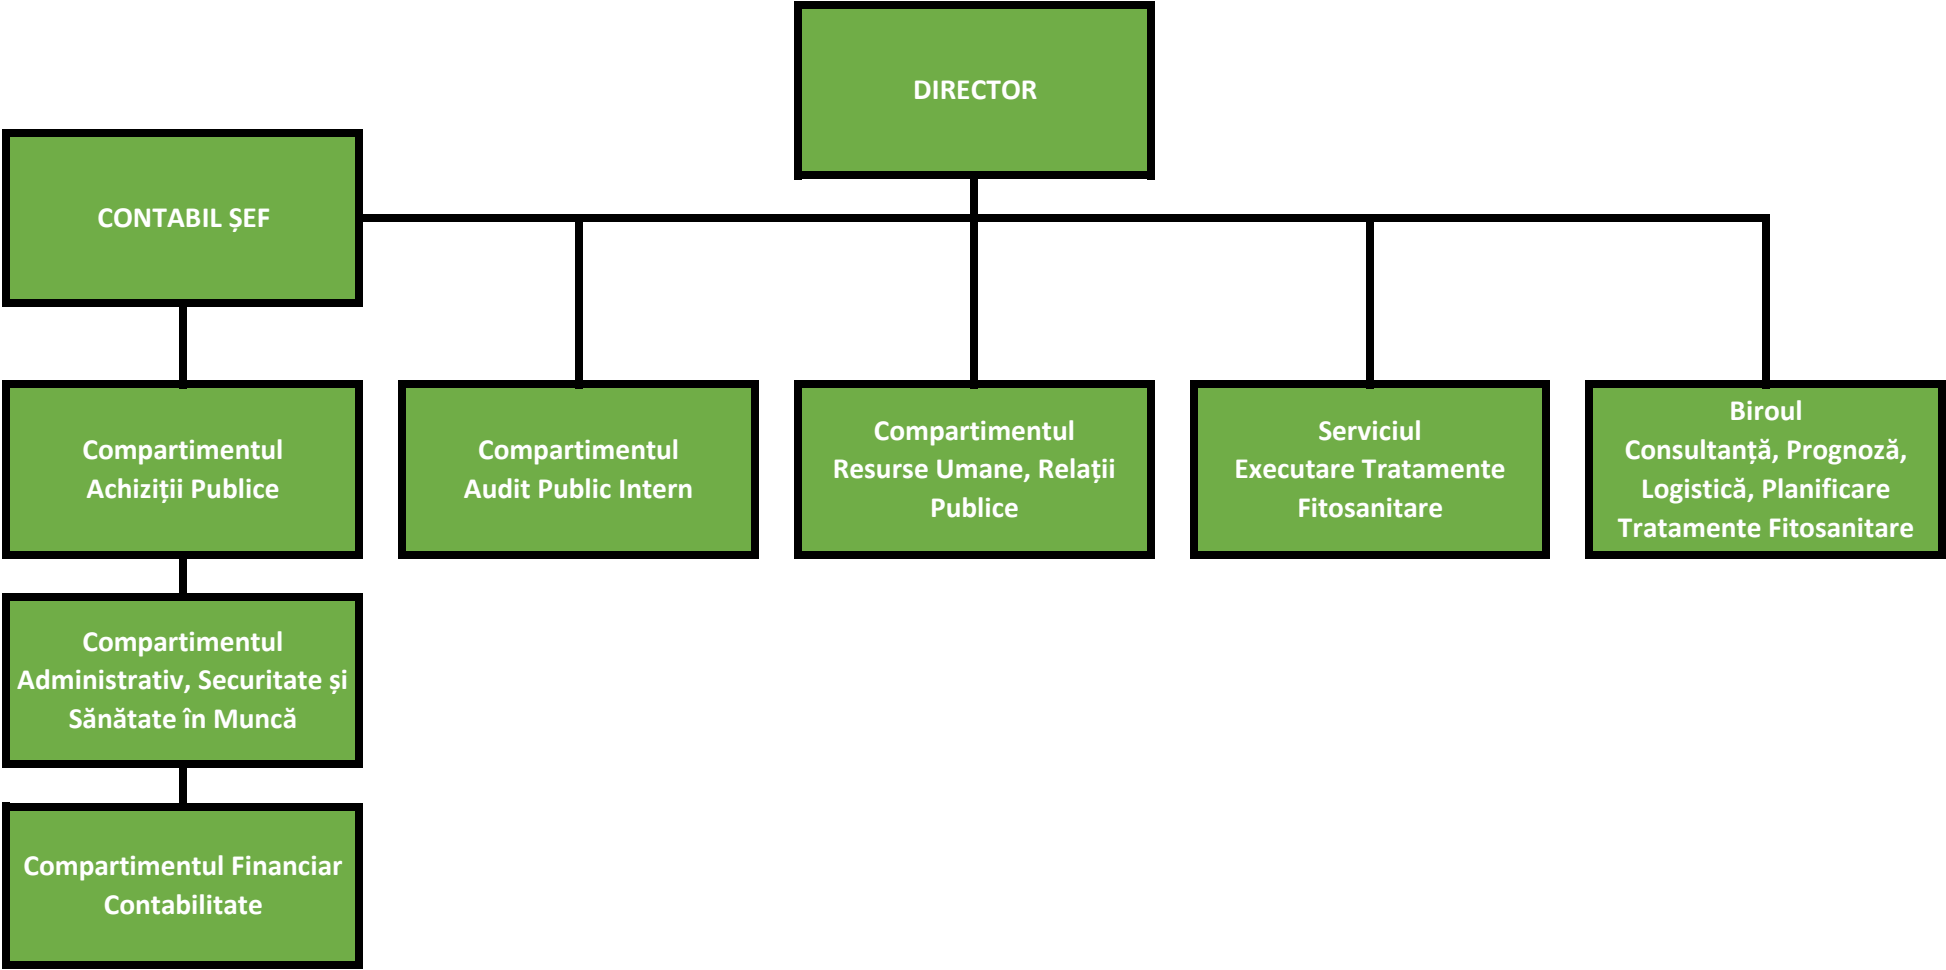 DIRECTOR
CONTABIL ȘEF
Compartimentul
Achiziții Publice
Compartimentul
Audit Public Intern
Compartimentul
Resurse Umane, Relații
Publice
Serviciul
Executare Tratamente
Fitosanitare
Biroul
Consultanță, Prognoză,
Logistică, Planificare
Tratamente Fitosanitare
Compartimentul
Administrativ, Securitate și
Sănătate în Muncă
Compartimentul Financiar
Contabilitate